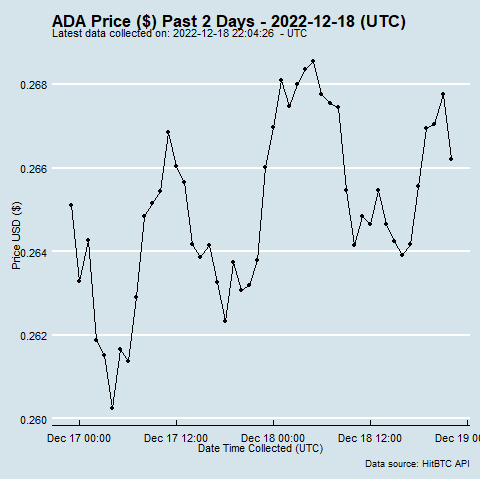 ADA Price ($) Past 2 Days - 2022-12-18 (UTC)
Latest data collected on: 2022-12-18 22:04:26 - UTC
0.268
0.266
0.264
0.262
0.260
Price USD ($)
Dec 17 00:00 Dec 17 12:00 Dec 18 00:00 Dec 18 12:00 Dec 19 0
Date Time Collected (UTC)
Data source: HitBTC API